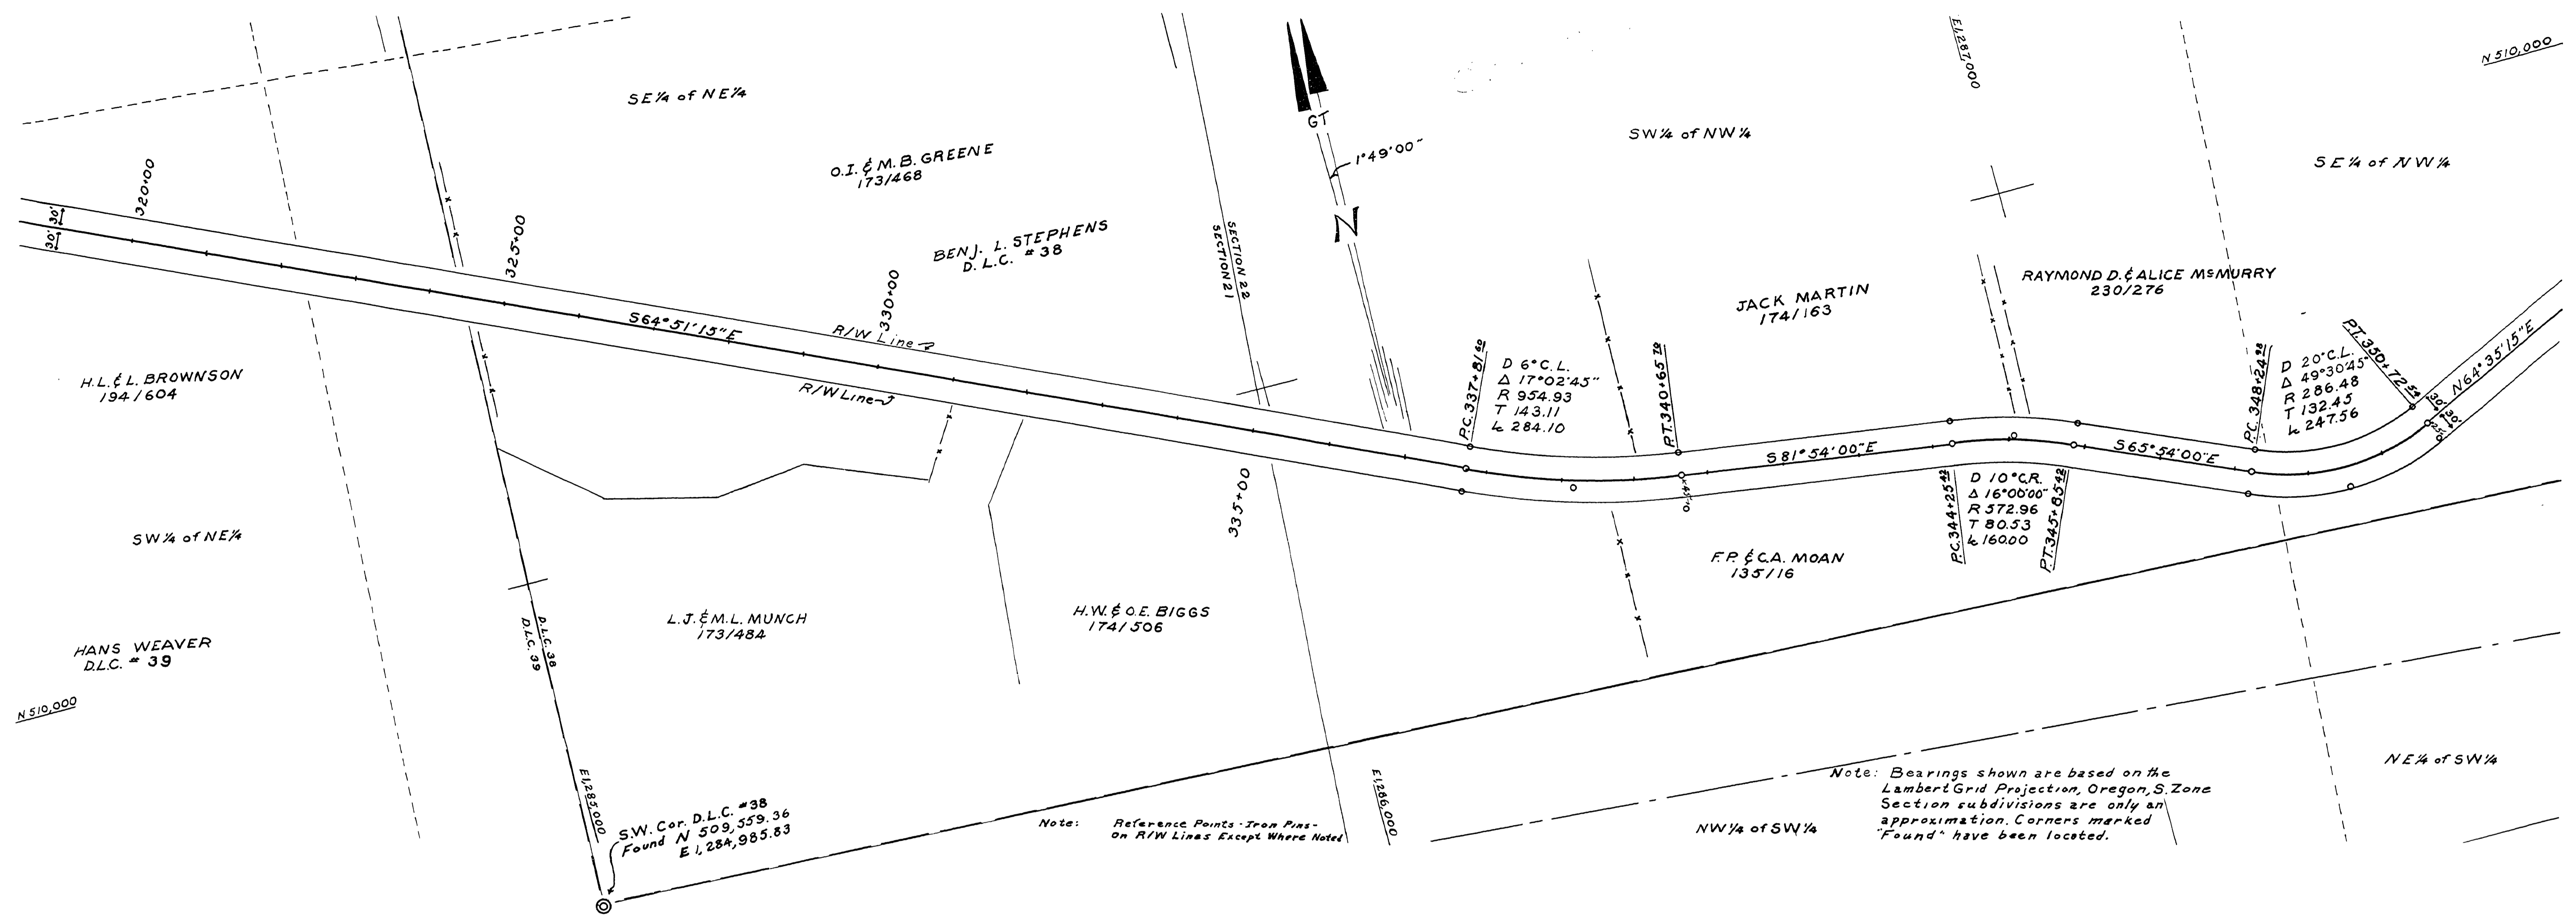 SE¼ of NE¼
O.I. & M.B. GREENE
173/468
BENJ. L. STEPHENS
D.L.C. #38
320+00
30'
30'
325+00
330+00
S64°51'15"E
R/W Line
R/W Line
SECTION 22
SECTION 21
GT
1°49'00"
N
SW¼ of NW¼
E1,287,000
N 510,000
SE¼ of NW¼
RAYMOND D. & ALICE McMURRY
230/276
JACK MARTIN
174/163
H.L. & L. BROWNSON
194/604
P.C. 337+81 60
D 6°C.L.
Δ 17°02'45"
R 954.93
T 143.11
Lc 284.10
P.T. 340+65 70
S81°54'00"E
S65°54'00"E
P.C. 348+24 98
D 20°C.L.
Δ 49°30'45"
R 286.48
T 132.45
Lc 247.56
P.T. 350+72 54
N64°35'15"E
30'
30'
335+00
P.C. 344+25 42
D 10°C.R.
Δ 16°00'00"
R 572.96
T 80.53
Lc 160.00
P.T. 345+85 42
SW¼ of NE¼
F.P. & C.A. MOAN
135/16
L.J. & M.L. MUNCH
173/484
H.W. & O.E. BIGGS
174/506
D.L.C. 38
D.L.C. 39
HANS WEAVER
D.L.C. # 39
N 510,000
E1,285,000
S.W. Cor. D.L.C. #38
Found N 509,559.36
E 1,284,985.83
E1,286,000
Note: Reference Points - Iron Pins -
on R/W Lines Except Where Noted
NW¼ of SW¼
NE¼ of SW¼
Note: Bearings shown are based on the
Lambert Grid Projection, Oregon, S. Zone
Section subdivisions are only an
approximation. Corners marked
"Found" have been located.